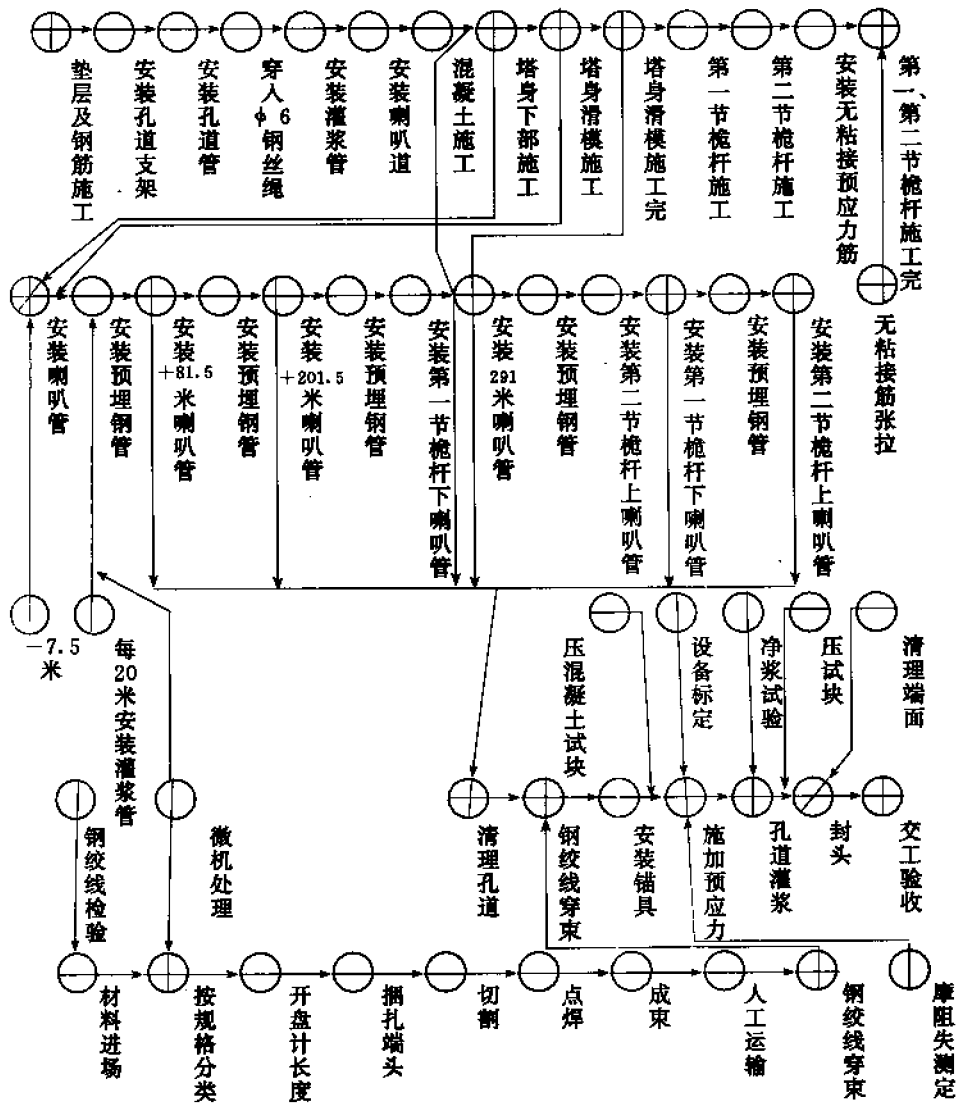 垫层及钢筋施工
安装孔道支架
安装孔道管
穿入φ6钢丝绳
安装灌浆管
安装喇叭道
混凝土施工
塔身下部施工
塔身滑模施工
塔身滑模施工完
第一节桅杆施工
第二节桅杆施工
安装无粘接预应力筋
第一、第二节桅杆施工完
安装喇叭管
安装预埋钢管
安装+81.5米喇叭管
安装预埋钢管
安装+201.5米喇叭管
安装预埋钢管
安装第一节桅杆下喇叭管
安装291米喇叭管
安装预埋钢管
安装第二节桅杆上喇叭管
安装第一节桅杆下喇叭管
安装预埋钢管
安装第二节桅杆上喇叭管
无粘接筋张拉
-7.5米
每20米安装灌浆管
压混凝土试块
设备标定
净浆试验
压试块
清理端面
钢绞线检验
微机处理
清理孔道
钢绞线穿束
安装锚具
施加预应力
孔道灌浆
封头
交工验收
材料进场
按规格分类
开盘计长度
捆扎端头
切割
点焊
成束
人工运输
钢绞线穿束
摩阻失测定